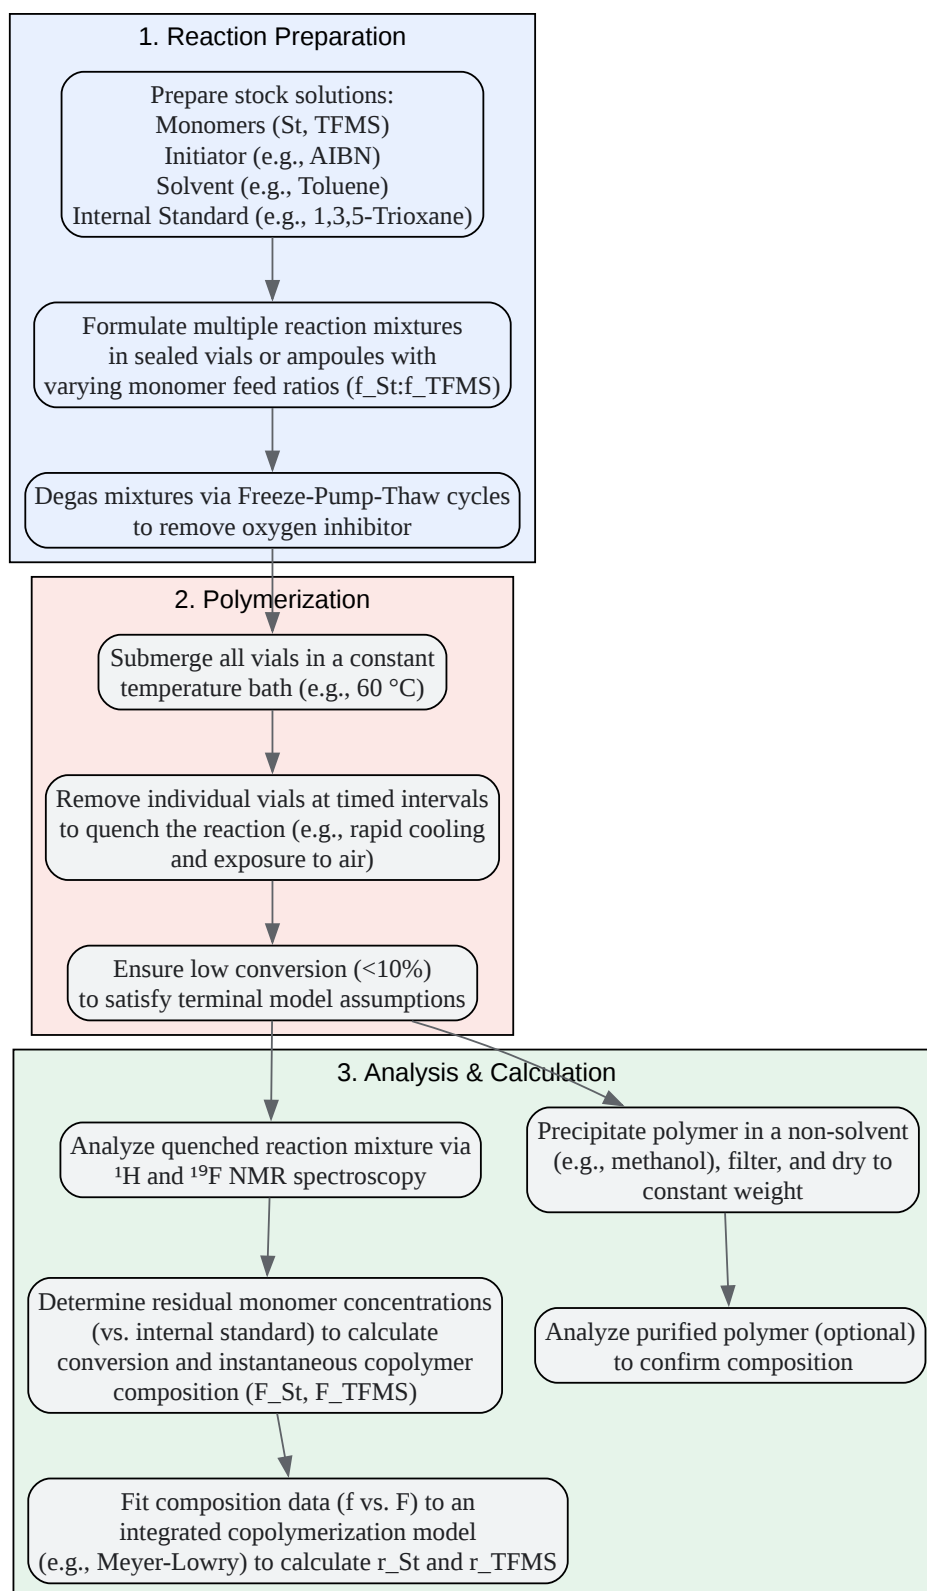 1. Reaction Preparation
Prepare stock solutions:
Monomers (St, TFMS)
Initiator (e.g., AIBN)
Solvent (e.g., Toluene)
Internal Standard (e.g., 1,3,5-Trioxane)
Formulate multiple reaction mixtures
in sealed vials or ampoules with
varying monomer feed ratios (f_St:f_TFMS)
Degas mixtures via Freeze-Pump-Thaw cycles
to remove oxygen inhibitor
2. Polymerization
Submerge all vials in a constant
temperature bath (e.g., 60 °C)
Remove individual vials at timed intervals
to quench the reaction (e.g., rapid cooling
and exposure to air)
Ensure low conversion (<10%)
to satisfy terminal model assumptions
3. Analysis & Calculation
Analyze quenched reaction mixture via
¹H and ¹⁹F NMR spectroscopy
Precipitate polymer in a non-solvent
(e.g., methanol), filter, and dry to
constant weight
Determine residual monomer concentrations
(vs. internal standard) to calculate
conversion and instantaneous copolymer
composition (F_St, F_TFMS)
Analyze purified polymer (optional)
to confirm composition
Fit composition data (f vs. F) to an
integrated copolymerization model
(e.g., Meyer-Lowry) to calculate r_St and r_TFMS